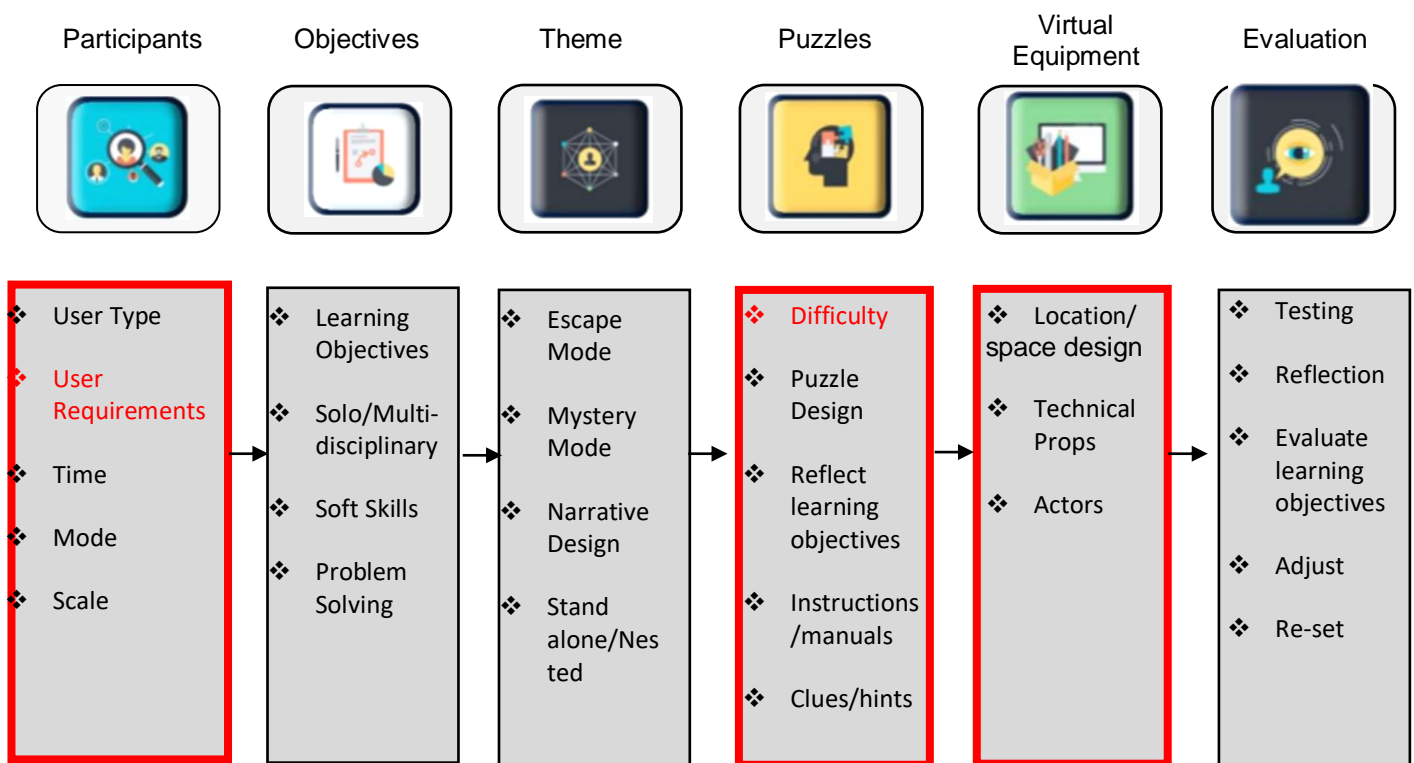 Participants
Objectives
Theme
Puzzles
Virtual
Equipment
Evaluation
❖ User Type
❖ User
Requirements
❖ Time
❖ Mode
❖ Scale
❖ Learning
Objectives
❖ Solo/Multi-
disciplinary
❖ Soft Skills
❖ Problem
Solving
❖ Escape
Mode
❖ Mystery
Mode
❖ Narrative
Design
❖ Stand
alone/Nes
ted
❖ Difficulty
❖ Puzzle
Design
❖ Reflect
learning
objectives
❖ Instructions
/manuals
❖ Clues/hints
❖ Location/
space design
❖ Technical
Props
❖ Actors
❖ Testing
❖ Reflection
❖ Evaluate
learning
objectives
❖ Adjust
❖ Re-set